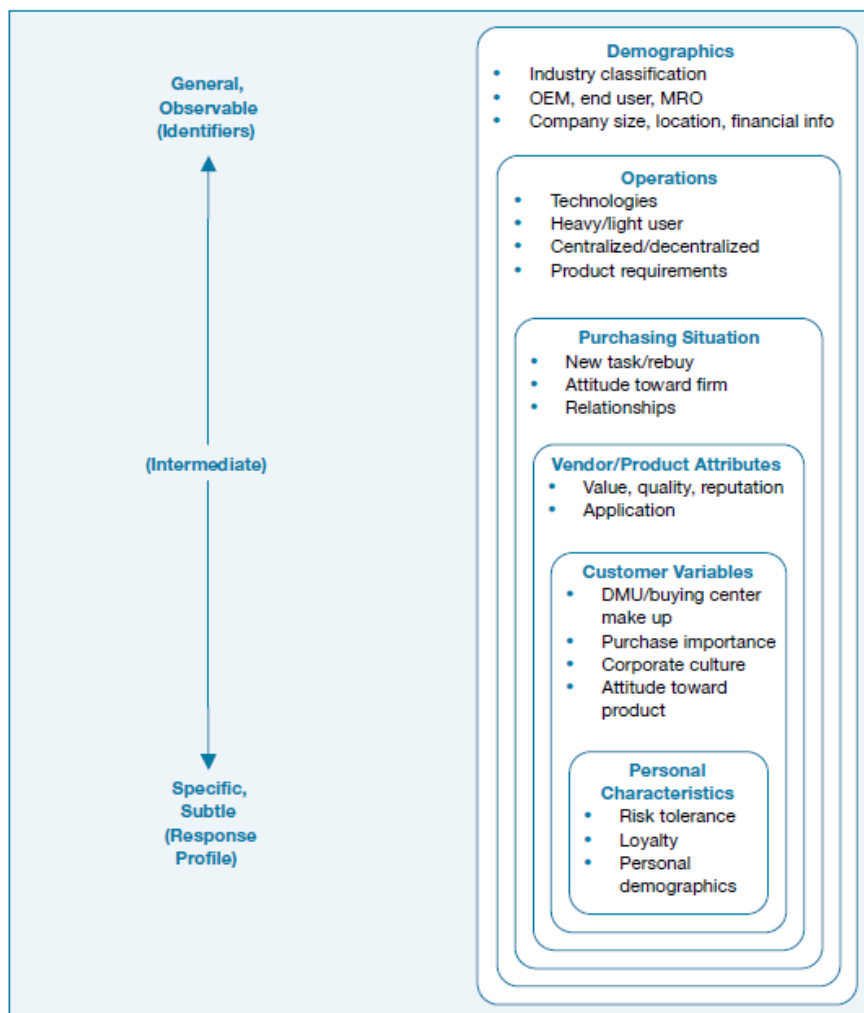 General,
Observable
(Identifiers)
(Intermediate)
Specific,
Subtle
(Response
Profile)
Demographics
• Industry classification
• OEM, end user, MRO
• Company size, location, financial info
Operations
• Technologies
• Heavy/light user
• Centralized/decentralized
• Product requirements
Purchasing Situation
• New task/rebuy
• Attitude toward firm
• Relationships
Vendor/Product Attributes
• Value, quality, reputation
• Application
Customer Variables
• DMU/buying center
make up
• Purchase importance
• Corporate culture
• Attitude toward
product
Personal
Characteristics
• Risk tolerance
• Loyalty
• Personal
demographics